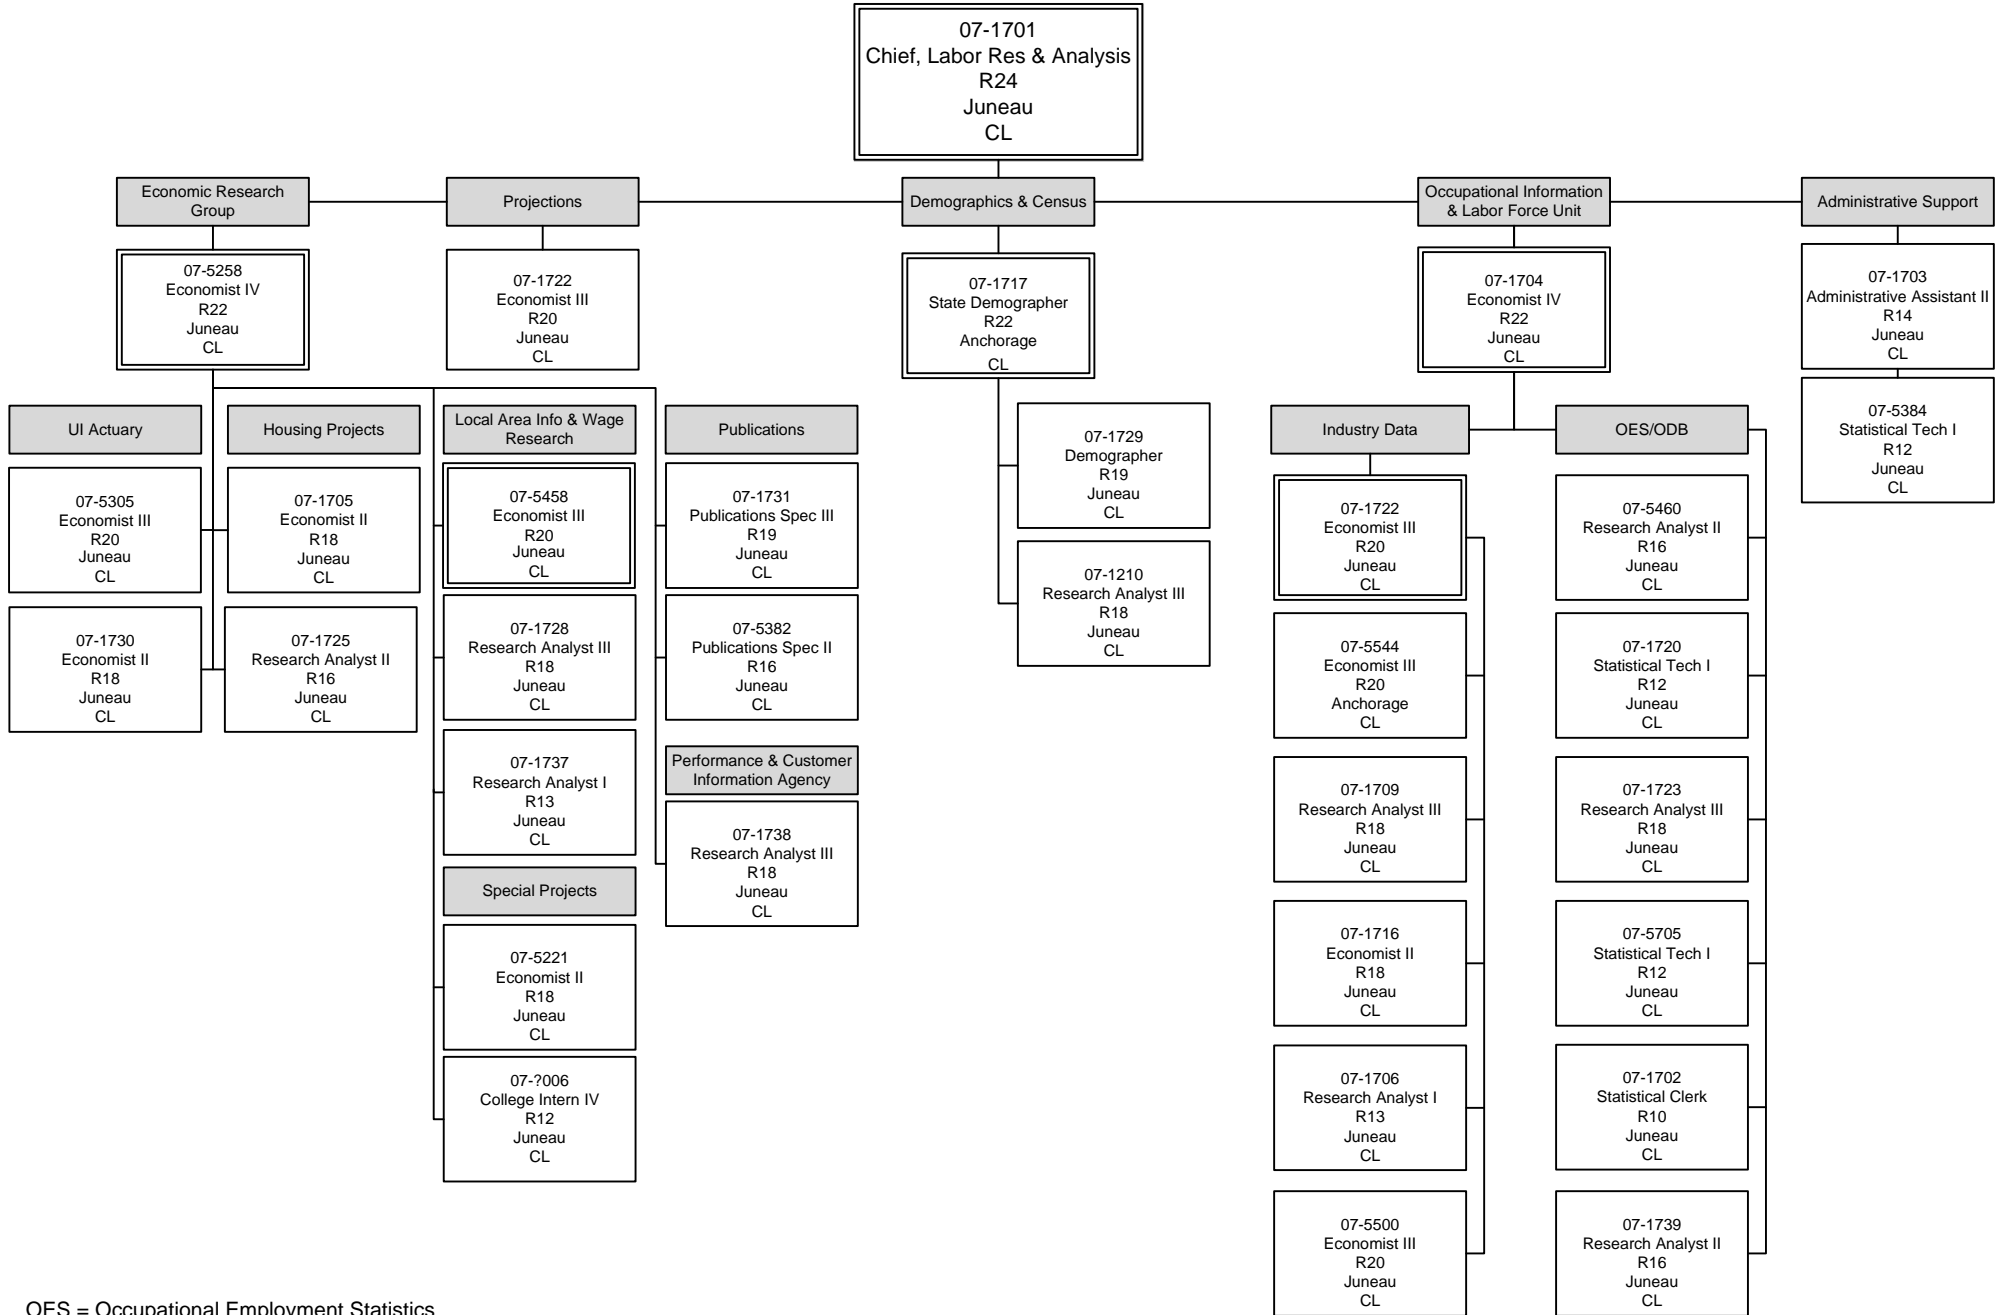 07-1701
Chief, Labor Res & Analysis
R24
Juneau
CL
Economic Research
Group
Projections
Demographics & Census
Occupational Information
& Labor Force Unit
Administrative Support
07-5258
Economist IV
R22
Juneau
CL
07-1722
Economist III
R20
Juneau
CL
07-1717
State Demographer
R22
Anchorage
CL
07-1704
Economist IV
R22
Juneau
CL
07-1703
Administrative Assistant II
R14
Juneau
CL
07-5384
Statistical Tech I
R12
Juneau
CL
UI Actuary
07-5305
Economist III
R20
Juneau
CL
07-1730
Economist II
R18
Juneau
CL
Housing Projects
07-1705
Economist II
R18
Juneau
CL
07-1725
Research Analyst II
R16
Juneau
CL
Local Area Info & Wage
Research
07-5458
Economist III
R20
Juneau
CL
07-1728
Research Analyst III
R18
Juneau
CL
07-1737
Research Analyst I
R13
Juneau
CL
Special Projects
07-5221
Economist II
R18
Juneau
CL
07-?006
College Intern IV
R12
Juneau
CL
Publications
07-1731
Publications Spec III
R19
Juneau
CL
07-5382
Publications Spec II
R16
Juneau
CL
Performance & Customer
Information Agency
07-1738
Research Analyst III
R18
Juneau
CL
07-1729
Demographer
R19
Juneau
CL
07-1210
Research Analyst III
R18
Juneau
CL
Industry Data
07-1722
Economist III
R20
Juneau
CL
07-5544
Economist III
R20
Anchorage
CL
07-1709
Research Analyst III
R18
Juneau
CL
07-1716
Economist II
R18
Juneau
CL
07-1706
Research Analyst I
R13
Juneau
CL
07-5500
Economist III
R20
Juneau
CL
OES/ODB
07-5460
Research Analyst II
R16
Juneau
CL
07-1720
Statistical Tech I
R12
Juneau
CL
07-1723
Research Analyst III
R18
Juneau
CL
07-5705
Statistical Tech I
R12
Juneau
CL
07-1702
Statistical Clerk
R10
Juneau
CL
07-1739
Research Analyst II
R16
Juneau
CL
OES = Occupational Employment Statistics